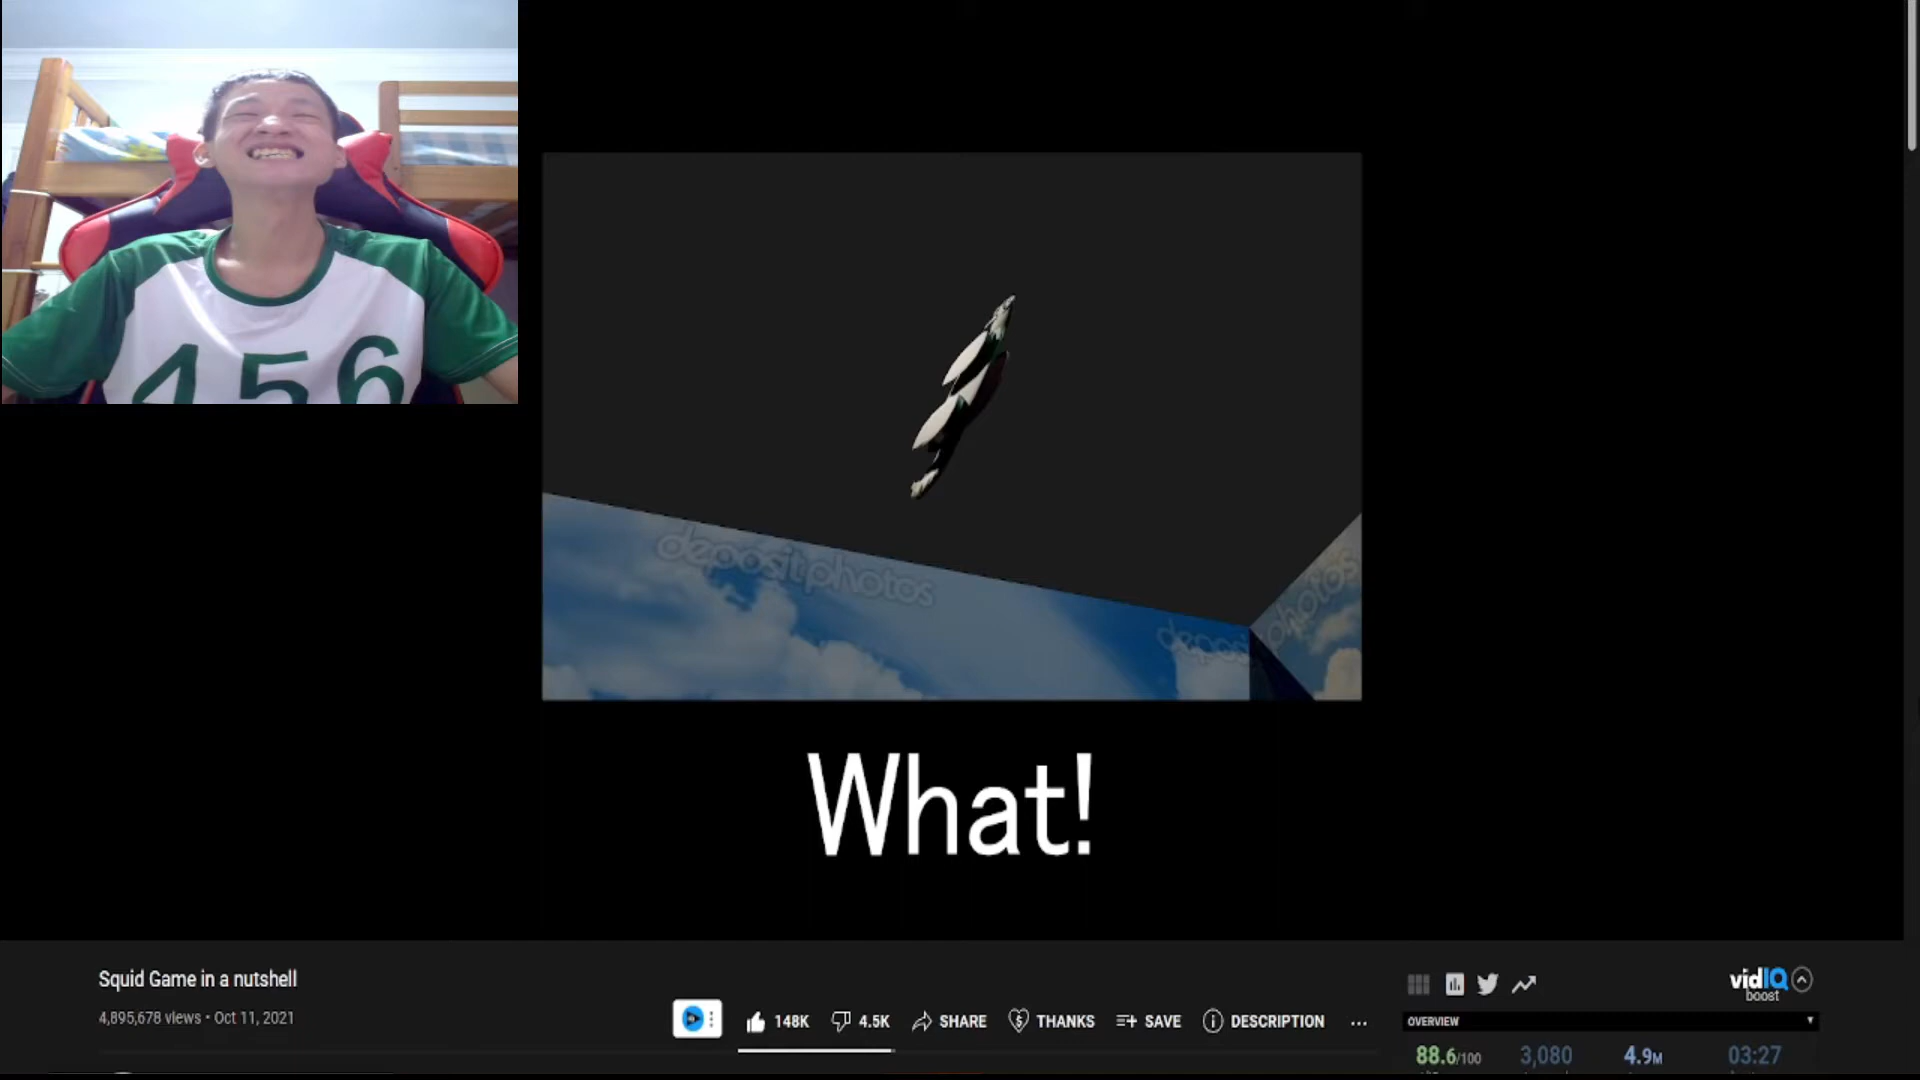 456
depositphotos
depositphotos
depositphotos
What!
Squid Game in a nutshell
4,895,678 views • Oct 11, 2021
148K
4.5K
SHARE
THANKS
SAVE
DESCRIPTION
vidIQ
boost
OVERVIEW
88.6/100
3,080
4.9M
03:27